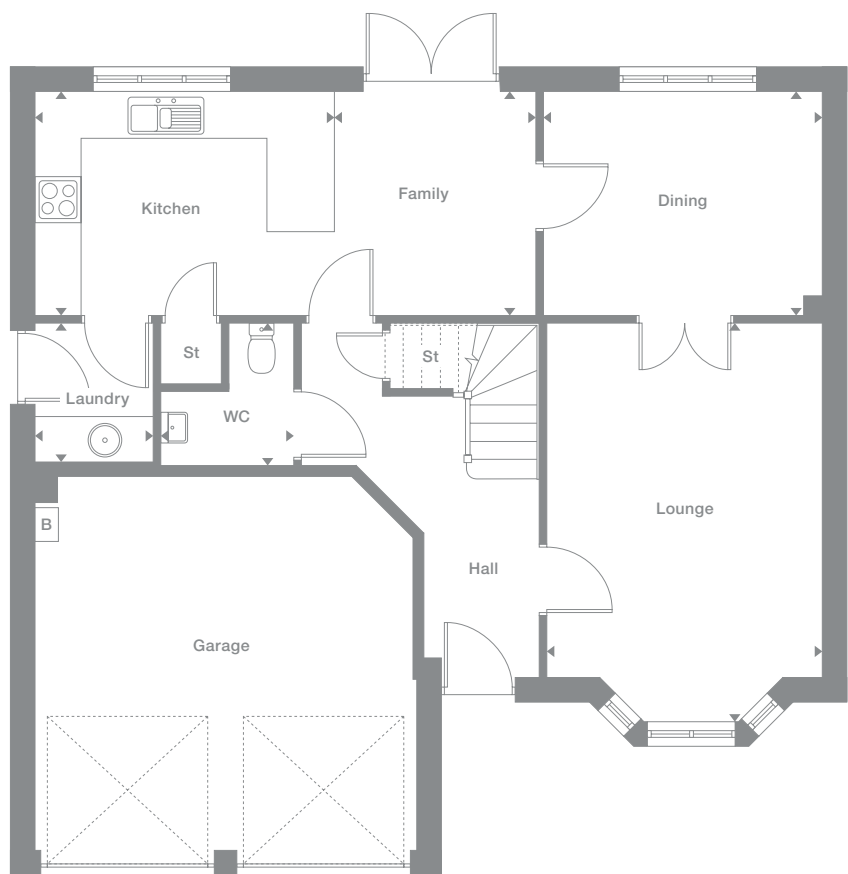 Kitchen
Family
Dining
St
St
Laundry
WC
Lounge
B
Hall
Garage